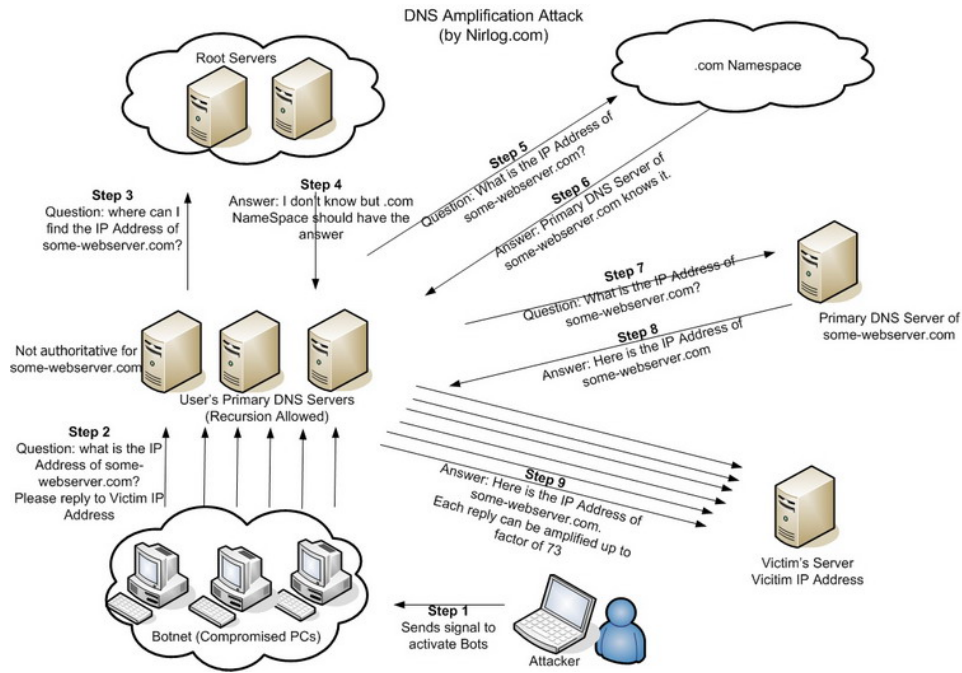 DNS Amplification Attack
(by Nirlog.com)
Root Servers
.com Namespace
Step 3
Question: where can I
find the IP Address of
some-webserver.com?
Step 4
Answer: I don't know but .com
NameSpace should have the
answer
Step 5
Question: What is the IP Address of
some-webserver.com?
Step 6
Answer: Primary DNS Server of
some-webserver.com knows it.
Step 7
Question: What is the IP Address of
some-webserver.com?
Primary DNS Server of
some-webserver.com
Step 8
Answer: Here is the IP Address of
some-webserver.com
Not authoritative for
some-webserver.com
User's Primary DNS Servers
(Recursion Allowed)
Step 2
Question: what is the IP
Address of some-
webserver.com?
Please reply to Victim IP
Address
Step 9
Answer: Here is the IP Address of
some-webserver.com.
Each reply can be amplified up to
factor of 73
Victim's Server
Vicitim IP Address
Botnet (Compromised PCs)
Step 1
Sends signal to
activate Bots
Attacker